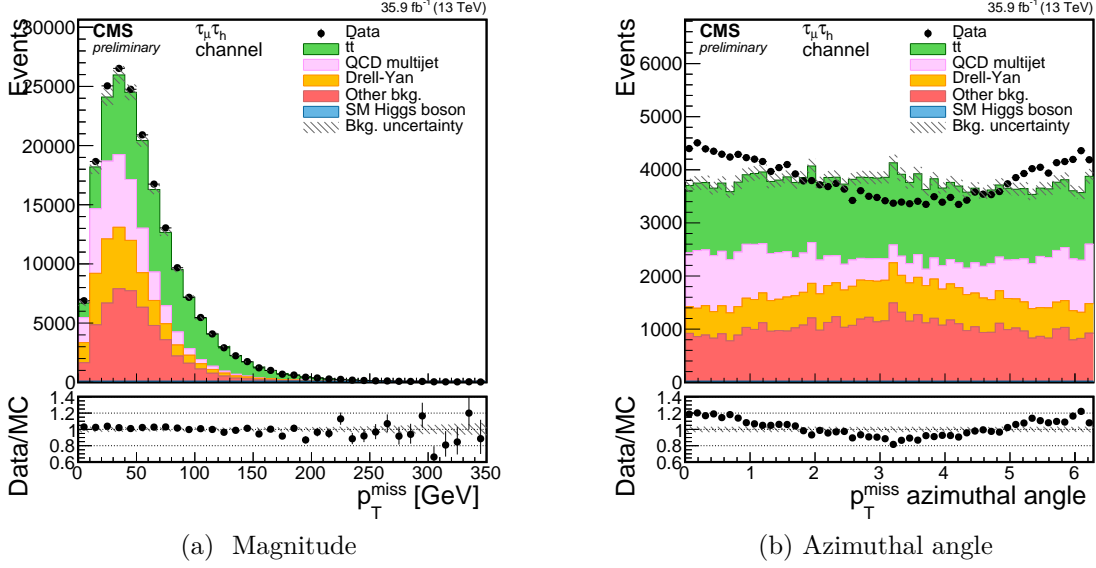 35.9 fb⁻¹ (13 TeV)
Events
30000
25000
20000
15000
10000
5000
0
CMS
preliminary
τ_μτ_h
channel
Data
tt̄
QCD multijet
Drell-Yan
Other bkg.
SM Higgs boson
Bkg. uncertainty
Data/MC
1.4
1.2
1
0.8
0.6
0 50 100 150 200 250 300 350
p_T^miss [GeV]
(a) Magnitude
35.9 fb⁻¹ (13 TeV)
Events
6000
5000
4000
3000
2000
1000
0
CMS
preliminary
τ_μτ_h
channel
Data
tt̄
QCD multijet
Drell-Yan
Other bkg.
SM Higgs boson
Bkg. uncertainty
Data/MC
1.4
1.2
1
0.8
0.6
0 1 2 3 4 5 6
p_T^miss azimuthal angle
(b) Azimuthal angle